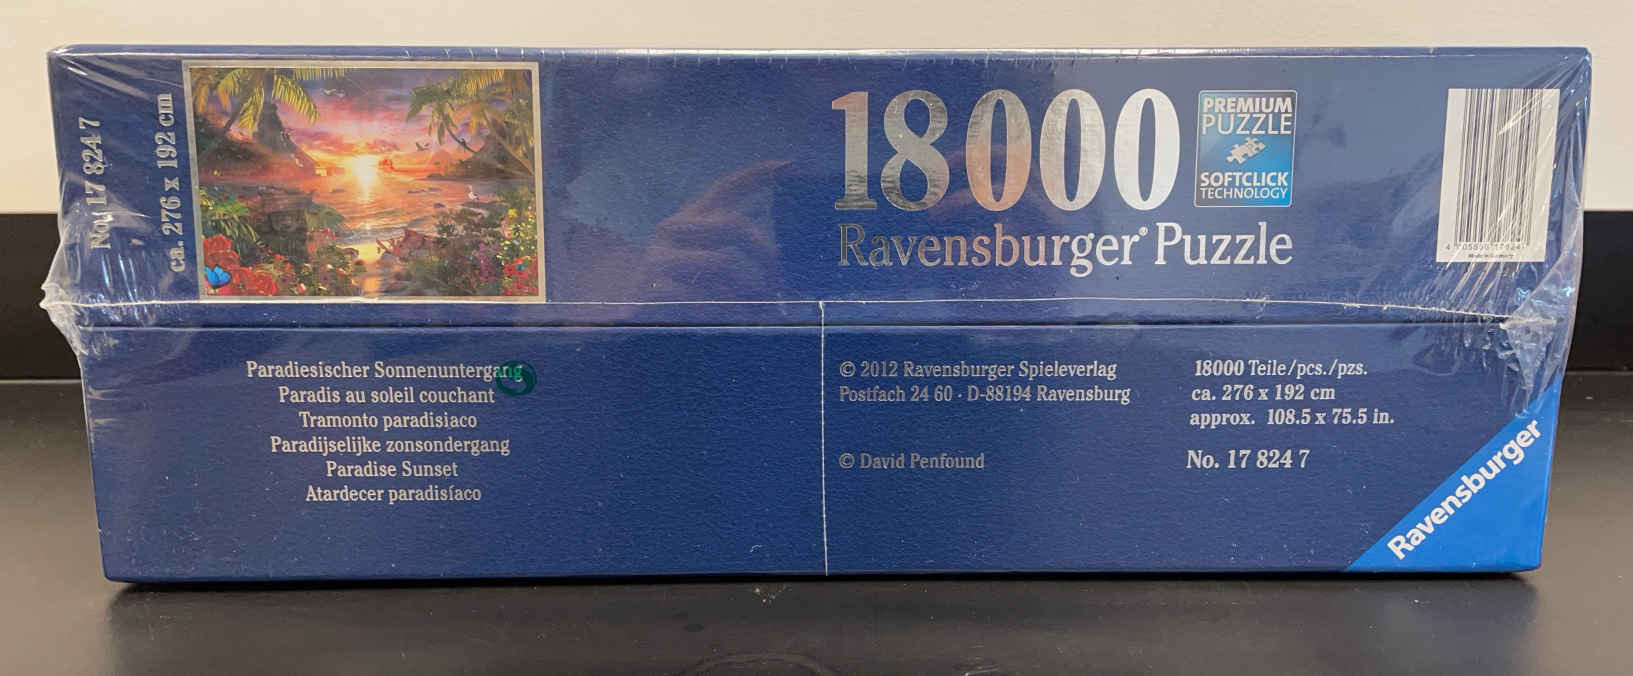 No. 17 824 7
ca. 276 x 192 cm
18000
Ravensburger® Puzzle
PREMIUM
PUZZLE
SOFTCLICK
TECHNOLOGY
Made in Germany
Paradiesischer Sonnenuntergang
Paradis au soleil couchant
Tramonto paradisiaco
Paradijselijke zonsondergang
Paradise Sunset
Atardecer paradisíaco
© 2012 Ravensburger Spieleverlag
Postfach 24 60 · D-88194 Ravensburg
© David Penfound
18000 Teile/pcs./pzs.
ca. 276 x 192 cm
approx. 108.5 x 75.5 in.
No. 17 824 7
Ravensburger